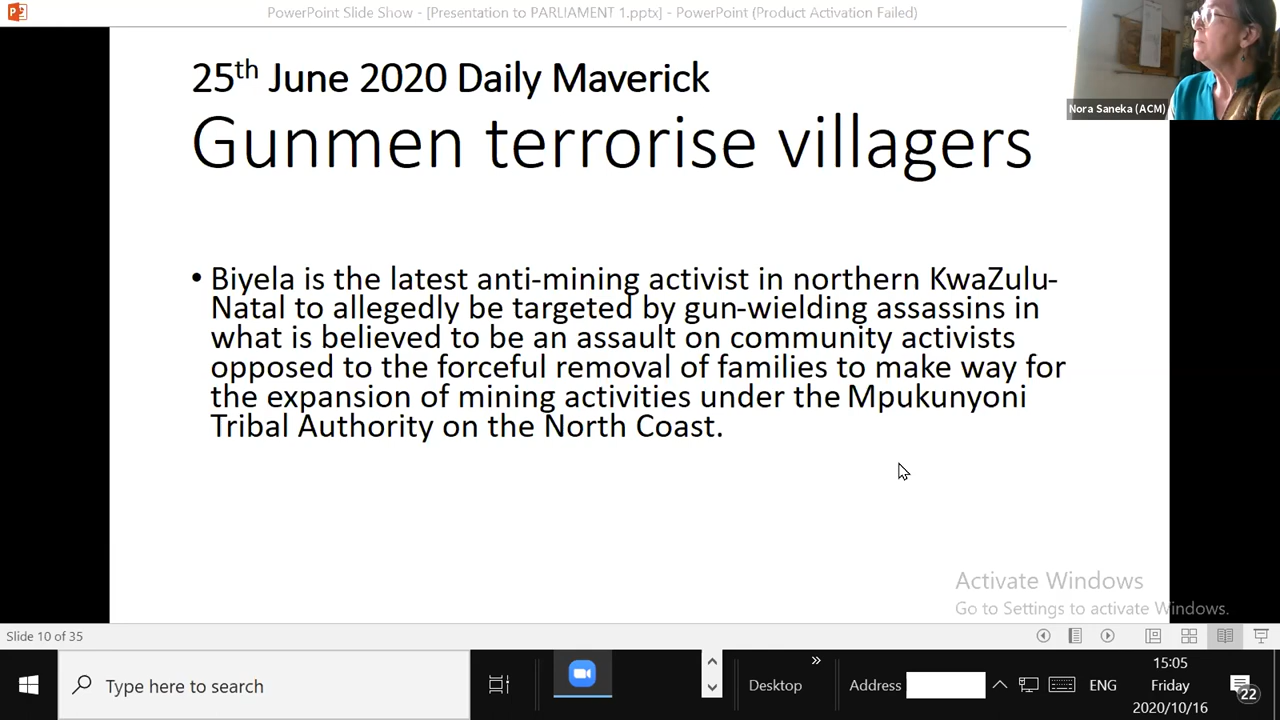 PowerPoint Slide Show - [Presentation to PARLIAMENT 1.pptx] - PowerPoint (Product Activation Failed)
Nora Saneka (ACM)
25th June 2020 Daily Maverick
Gunmen terrorise villagers
• Biyela is the latest anti-mining activist in northern KwaZulu-
Natal to allegedly be targeted by gun-wielding assassins in
what is believed to be an assault on community activists
opposed to the forceful removal of families to make way for
the expansion of mining activities under the Mpukunyoni
Tribal Authority on the North Coast.
Activate Windows
Go to Settings to activate Windows.
Slide 10 of 35
Type here to search
Desktop
Address
ENG
15:05
Friday
2020/10/16
22